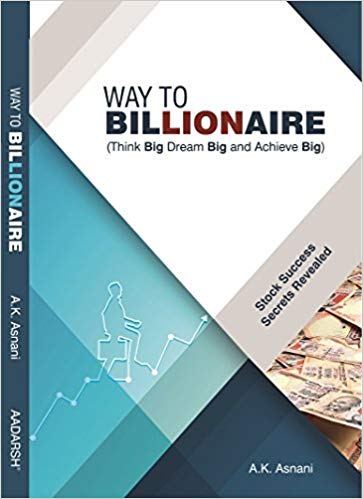 WAY TO BILLIONAIRE
A.K. Asnani
AADARSH®
WAY TO
BILLIONAIRE
(Think Big Dream Big and Achieve Big)
Stock Success
Secrets Revealed
A.K. Asnani